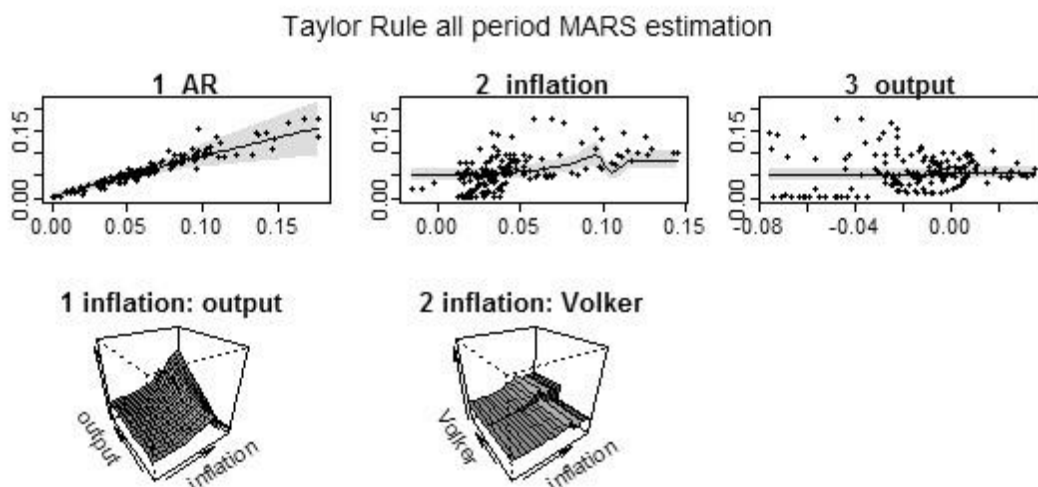 Taylor Rule all period MARS estimation
1 AR
2 inflation
3 output
0.15
0.00
0.15
0.00
0.15
0.00
0.00 0.05 0.10 0.15
0.00 0.05 0.10 0.15
-0.08 -0.04 0.00
1 inflation: output
2 inflation: Volker
output
inflation
Volker
inflation